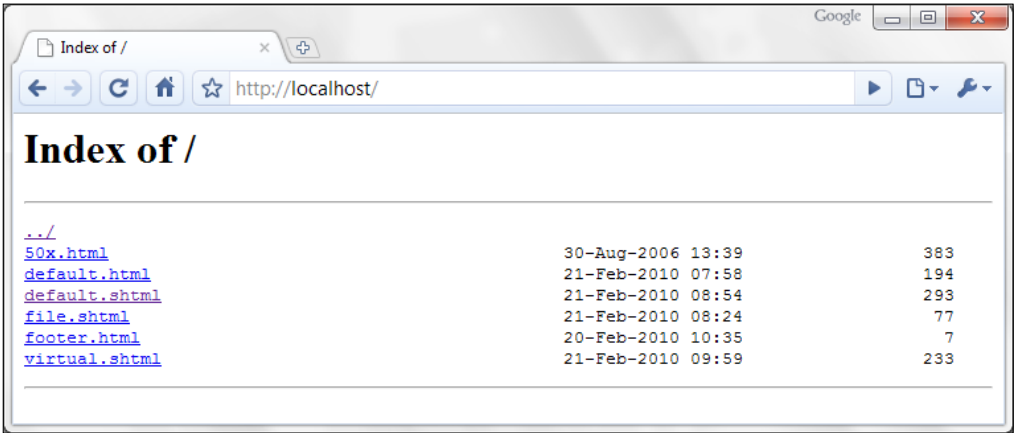 Google
Index of /
http://localhost/
Index of /
../
50x.html 30-Aug-2006 13:39 383
default.html 21-Feb-2010 07:58 194
default.shtml 21-Feb-2010 08:54 293
file.shtml 21-Feb-2010 08:24 77
footer.html 20-Feb-2010 10:35 7
virtual.shtml 21-Feb-2010 09:59 233